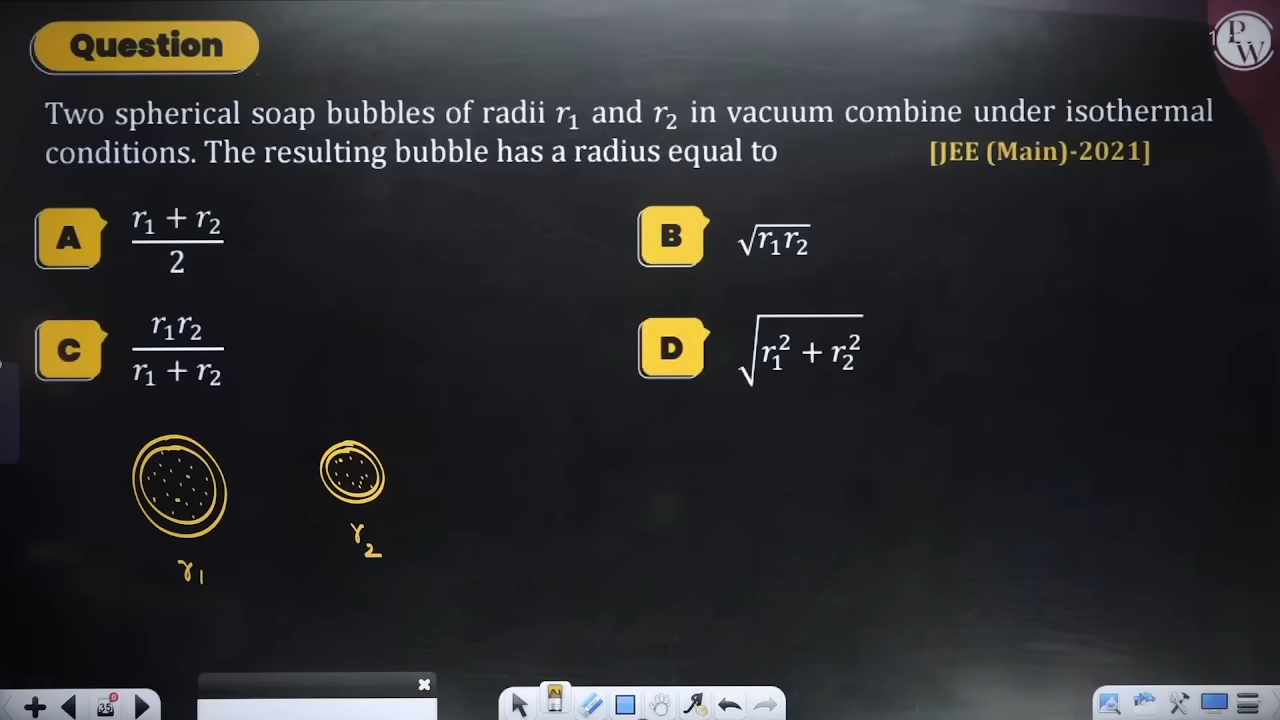 Question
PW
Two spherical soap bubbles of radii r₁ and r₂ in vacuum combine under isothermal
conditions. The resulting bubble has a radius equal to [JEE (Main)-2021]
A (r₁ + r₂)/2
B √(r₁r₂)
C r₁r₂/(r₁ + r₂)
D √(r₁² + r₂²)
r₂
r₁
35